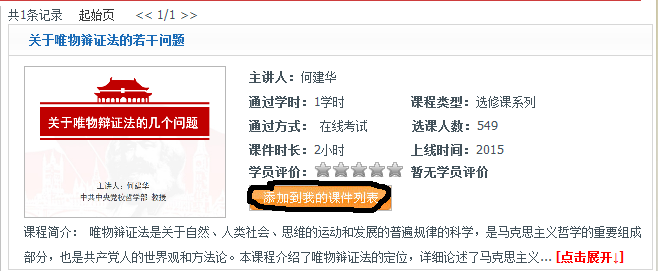 共1条记录 起始页 << 1/1 >>
关于唯物辩证法的若干问题
关于唯物辩证法的几个问题
主讲人：何建华
中共中央党校哲学部 教授
主讲人：何建华
通过学时：1学时 课程类型：选修课系列
通过方式： 在线考试 选课人数：549
课件时长：2小时 上线时间：2015
学员评价： 暂无学员评价
添加到我的课件列表
课程简介： 唯物辩证法是关于自然、人类社会、思维的运动和发展的普遍规律的科学，是马克思主义哲学的重要组成
部分，也是共产党人的世界观和方法论。本课程介绍了唯物辩证法的定位，详细论述了马克思主义... [点击展开↓]